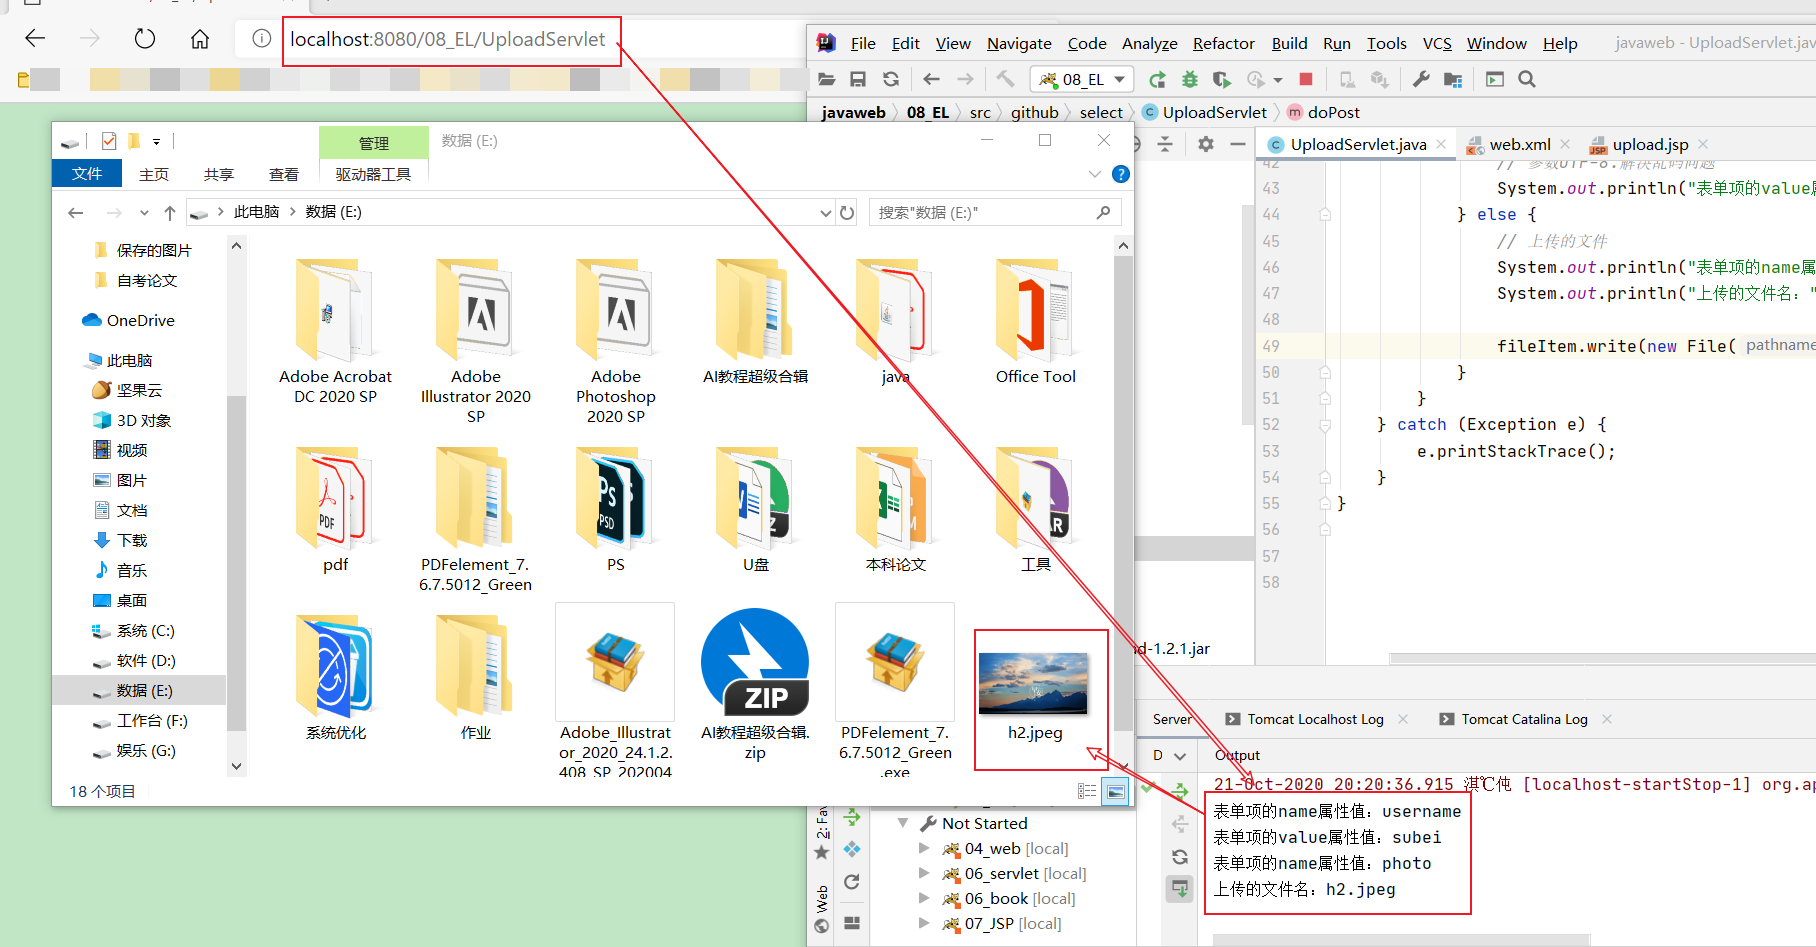 localhost:8080/08_EL/UploadServlet
File Edit View Navigate Code Analyze Refactor Build Run Tools VCS Window Help javaweb - UploadServlet.jav
08_EL
javaweb 08_EL src github select UploadServlet doPost
管理 数据 (E:)
文件 主页 共享 查看 驱动器工具
此电脑 数据 (E:)
搜索"数据 (E:)"
保存的图片
自考论文
OneDrive
此电脑
坚果云
3D 对象
视频
图片
文档
下载
音乐
桌面
系统 (C:)
软件 (D:)
数据 (E:)
工作台 (F:)
娱乐 (G:)
18 个项目
Adobe Acrobat
DC 2020 SP
Adobe
Illustrator 2020
SP
Adobe
Photoshop
2020 SP
AI教程超级合辑
java
Office Tool
pdf
PDFelement_7.
6.7.5012_Green
PS
U盘
本科论文
工具
系统优化
作业
Adobe_Illustrat
or_2020_24.1.2.
408_SP_202004
ZIP
AI教程超级合辑.
zip
PDFelement_7.
6.7.5012_Green
.exe
h2.jpeg
UploadServlet.java web.xml upload.jsp
42 // 参数UTF-8.解决乱码问题
43 System.out.println("表单项的value属
44 } else {
45 // 上传的文件
46 System.out.println("表单项的name属
47 System.out.println("上传的文件名："
48
49 fileItem.write(new File( pathname
50 }
51 }
52 } catch (Exception e) {
53 e.printStackTrace();
54 }
55 }
56
57
58
d-1.2.1.jar
Server Tomcat Localhost Log Tomcat Catalina Log
D Output
21-Oct-2020 20:20:36.915 淇℃伅 [localhost-startStop-1] org.ap
表单项的name属性值：username
表单项的value属性值：subei
表单项的name属性值：photo
上传的文件名：h2.jpeg
Not Started
04_web [local]
06_servlet [local]
06_book [local]
07_JSP [local]
2: Fav
Web